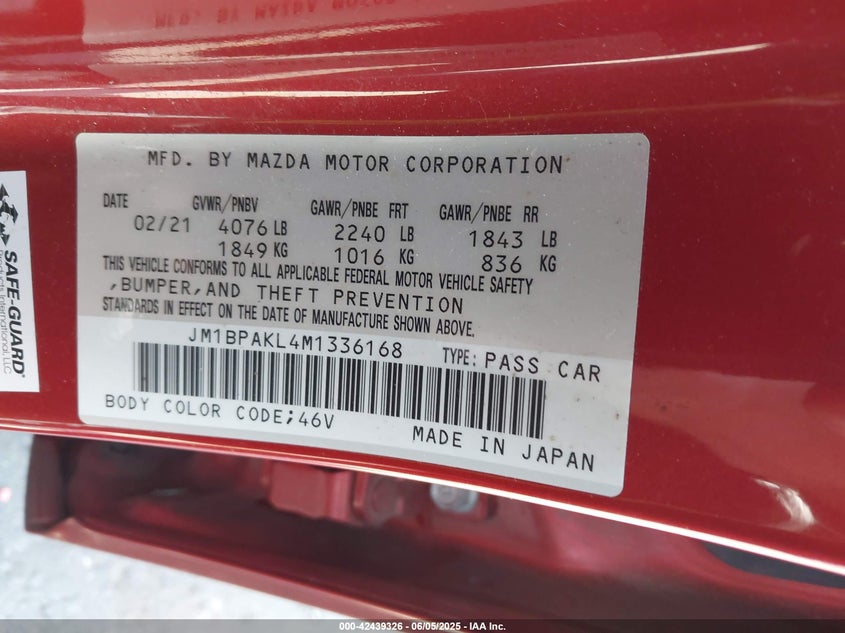 MFD. BY MAZDA MOTOR CORPORATION
DATE GVWR/PNBV GAWR/PNBE FRT GAWR/PNBE RR
02/21 4076 LB 2240 LB 1843 LB
1849 KG 1016 KG 836 KG
THIS VEHICLE CONFORMS TO ALL APPLICABLE FEDERAL MOTOR VEHICLE SAFETY
,BUMPER,AND THEFT PREVENTION
STANDARDS IN EFFECT ON THE DATE OF MANUFACTURE SHOWN ABOVE.
JM1BPAKL4M1336168 TYPE: PASS CAR
BODY COLOR CODE;46V
MADE IN JAPAN
SAFE-GUARD
Products International, LLC
000-42439326 - 06/05/2025 - IAA Inc.